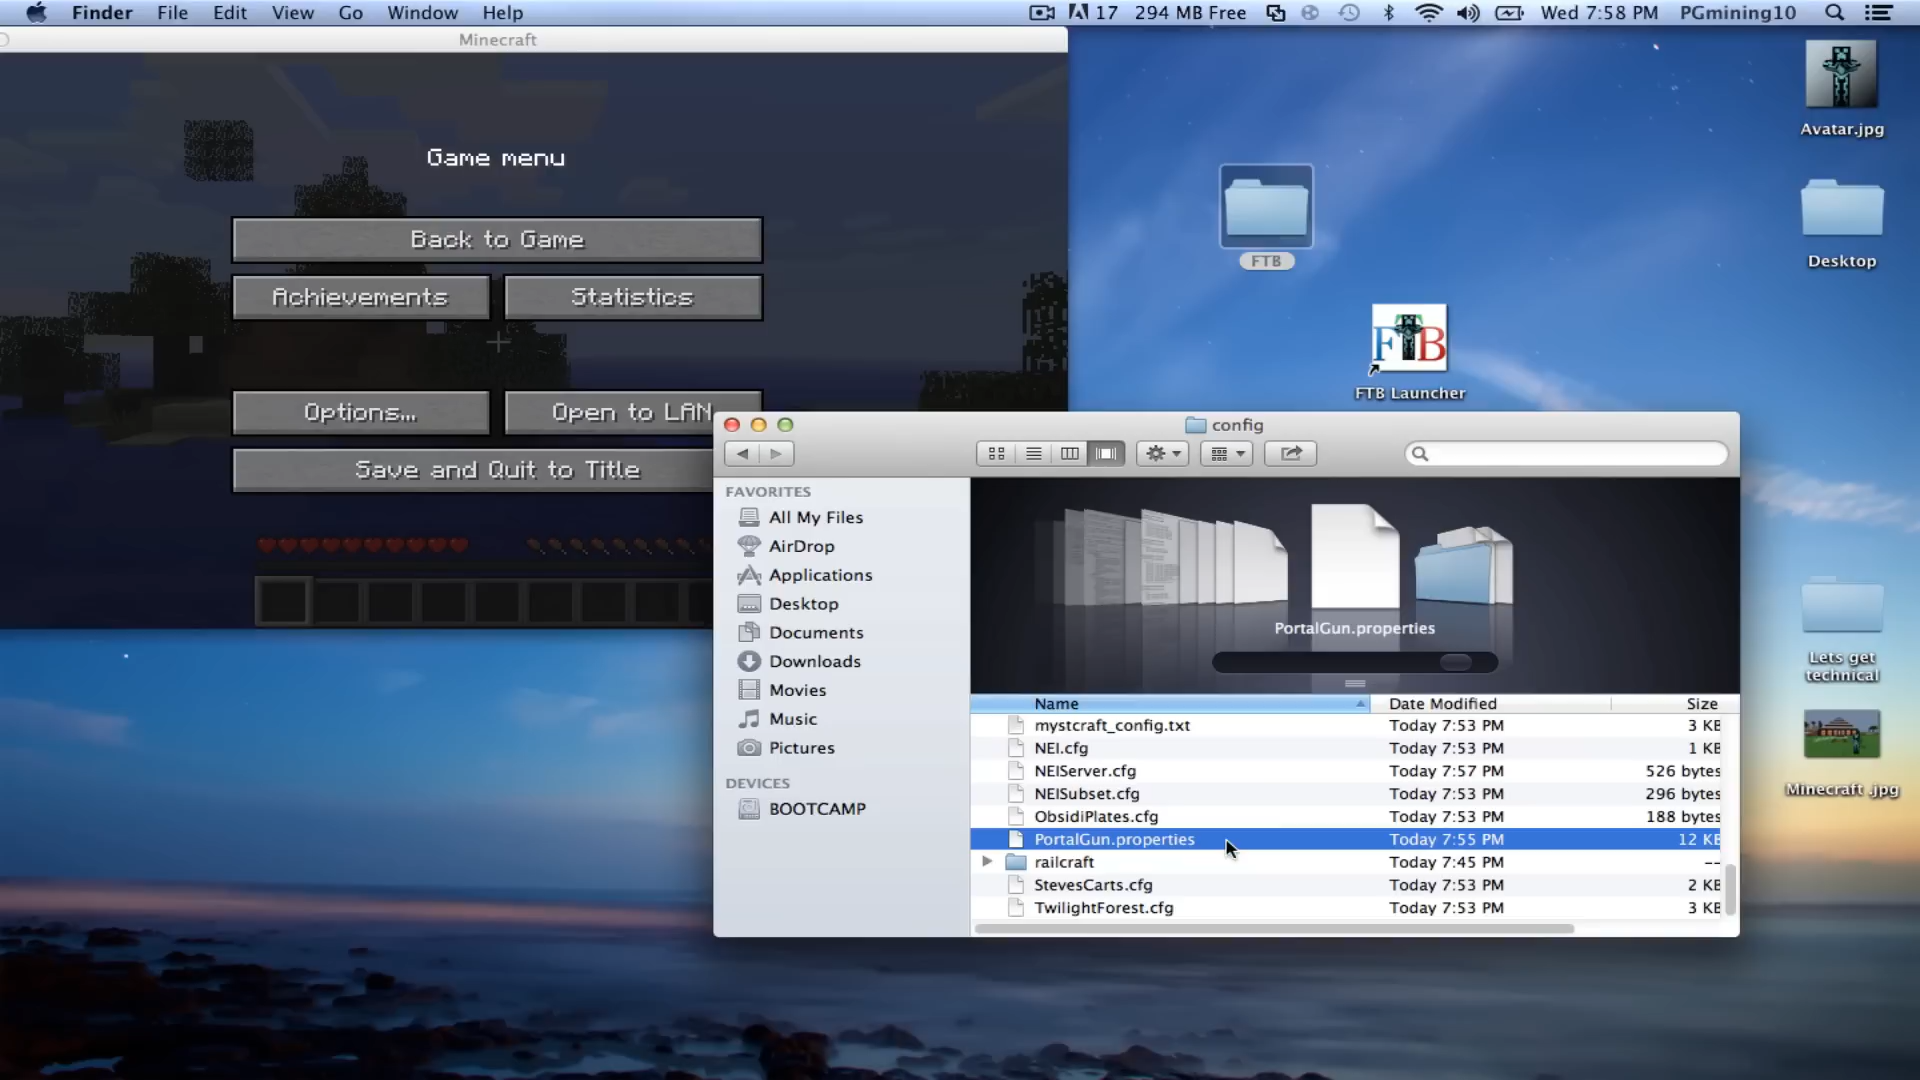 Finder File Edit View Go Window Help 17 294 MB Free Wed 7:58 PM PGmining10
Minecraft
Game menu
Back to Game
Achievements Statistics
Options... Open to LAN
Save and Quit to Title
FTB
FTB
FTB Launcher
Avatar.jpg
Desktop
Lets get
technical
Minecraft .jpg
config
FAVORITES
All My Files
AirDrop
Applications
Desktop
Documents
Downloads
Movies
Music
Pictures
DEVICES
BOOTCAMP
PortalGun.properties
Name Date Modified Size
mystcraft_config.txt Today 7:53 PM 3 KB
NEI.cfg Today 7:53 PM 1 KB
NEIServer.cfg Today 7:57 PM 526 bytes
NEISubset.cfg Today 7:53 PM 296 bytes
ObsidiPlates.cfg Today 7:53 PM 188 bytes
PortalGun.properties Today 7:55 PM 12 KB
railcraft Today 7:45 PM --
StevesCarts.cfg Today 7:53 PM 2 KB
TwilightForest.cfg Today 7:53 PM 3 KB